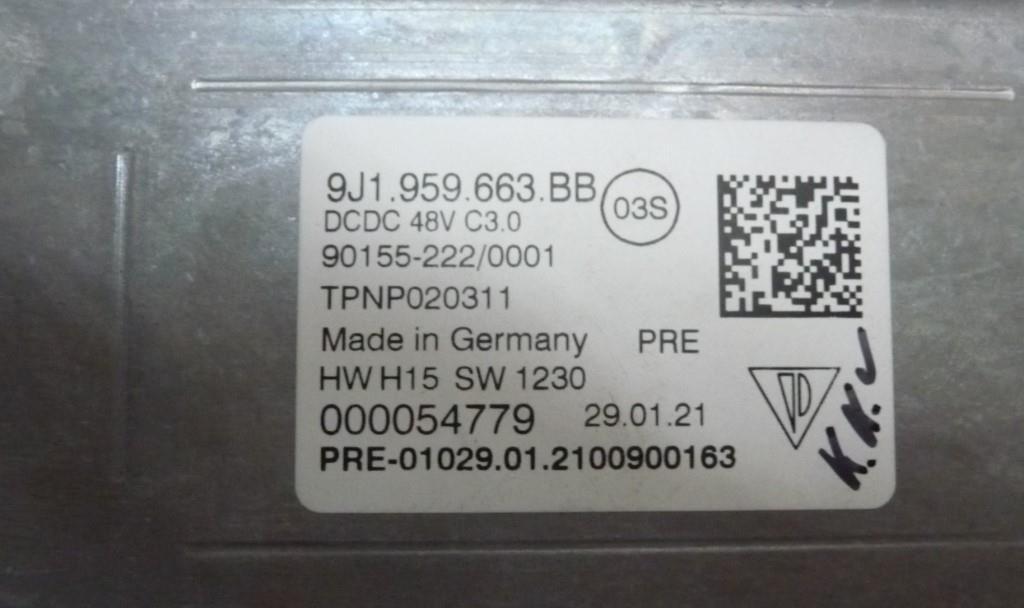 9J1.959.663.BB 03S
DCDC 48V C3.0
90155-222/0001
TPNP020311
Made in Germany PRE
HW H15 SW 1230
000054779 29.01.21
PRE-01029.01.2100900163
K.K.